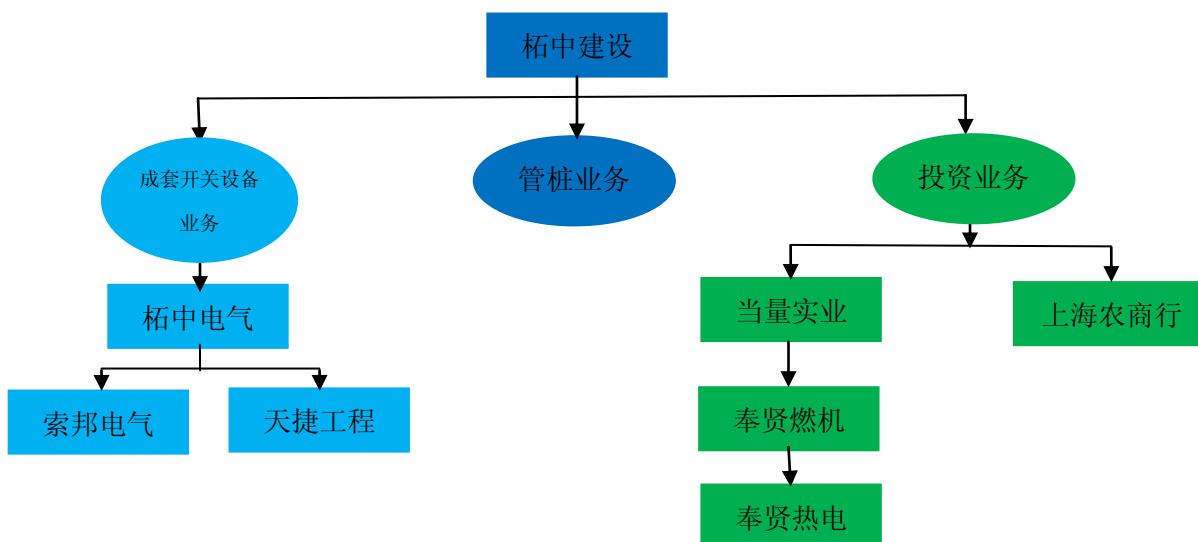 柘中建设
成套开关设备
业务
管桩业务
投资业务
柘中电气
当量实业
上海农商行
索邦电气
天捷工程
奉贤燃机
奉贤热电